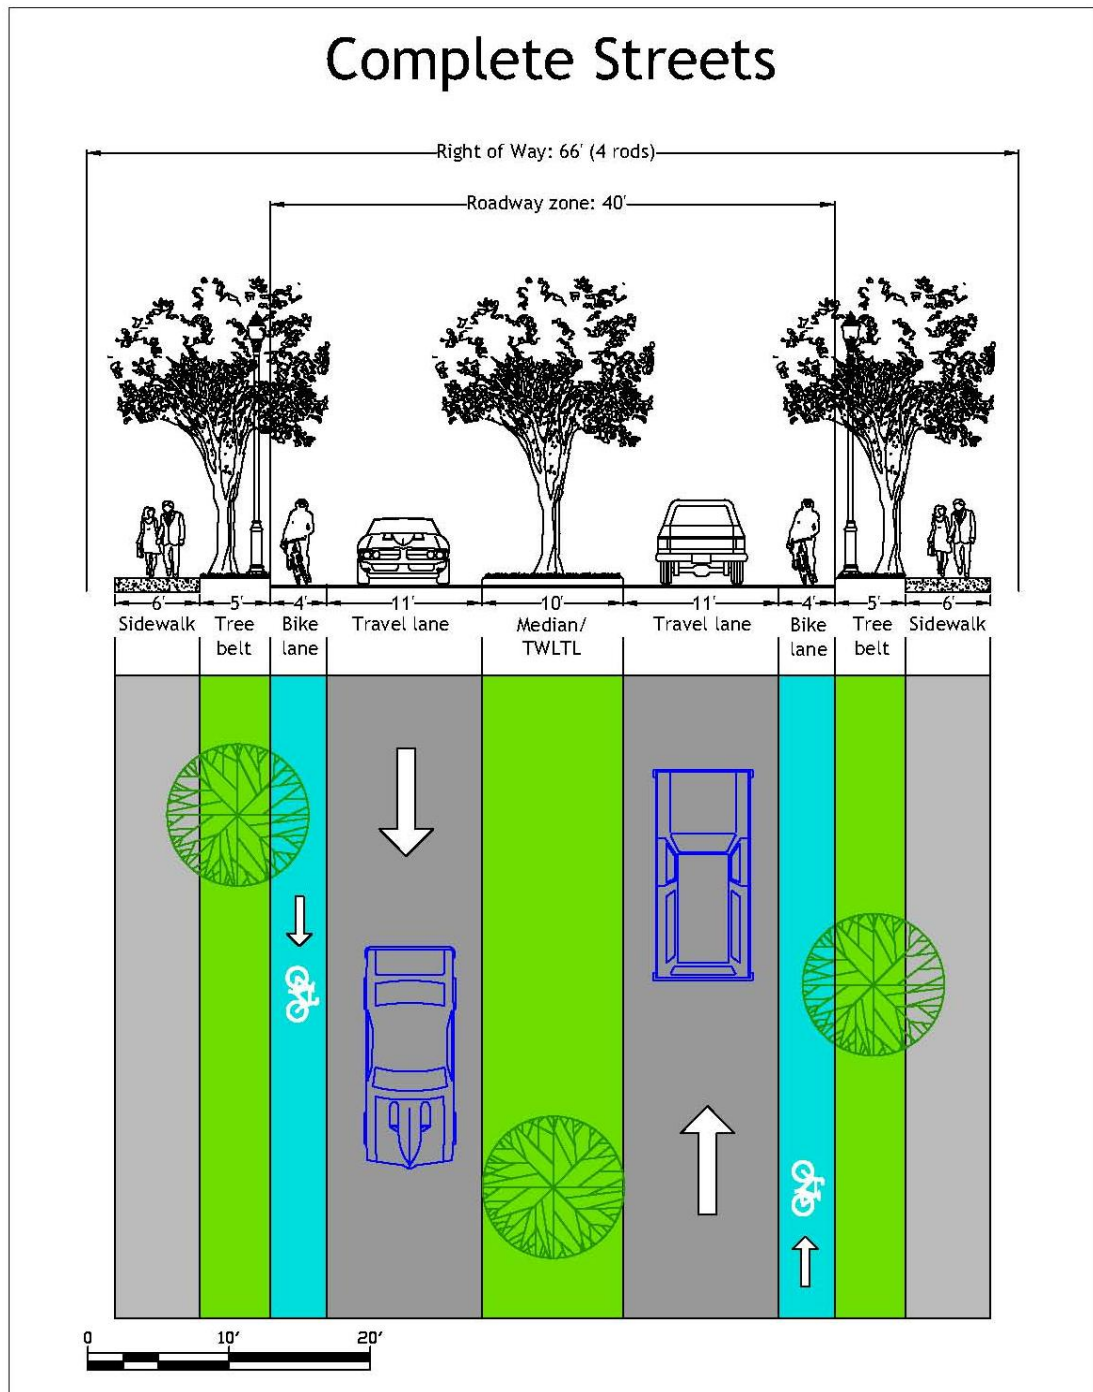 Complete Streets
Right of Way: 66' (4 rods)
Roadway zone: 40'
6' 5' 4' 11' 10' 11' 4' 5' 6'
Sidewalk Tree Bike Travel lane Median/ Travel lane Bike Tree Sidewalk
belt lane TWLTL lane belt
0 10' 20'